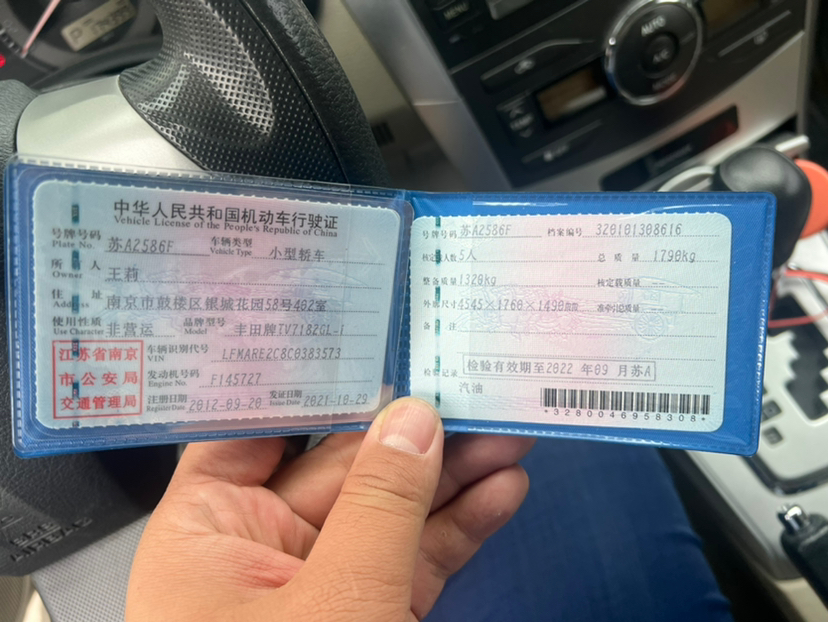 中华人民共和国机动车行驶证
Vehicle License of the People's Republic of China
号牌号码 苏A2586F 车辆类型 小型轿车
Plate No. Vehicle Type
所有人 王莉
Owner
住址 南京市鼓楼区银城花园58号402室
Address
使用性质 非营运 品牌型号 丰田牌TV7182GL-i
Use Character Model
江苏省南京
市公安局
交通管理局
车辆识别代号 LFMARE2C8C0383573
VIN
发动机号码 F145727
Engine No.
注册日期 2012-09-20 发证日期 2021-10-29
Register Date Issue Date
号牌号码 苏A2586F 档案编号 320101308616
核定载人数 5人 总质量 1790kg
整备质量 1320kg 核定载质量 --
外廓尺寸 4545×1760×1490mm 准牵引总质量 --
备注
检验记录 检验有效期至2022年09月苏A
汽油
*3280046958308*
MENU
AUTO
SRS
AIRBAG